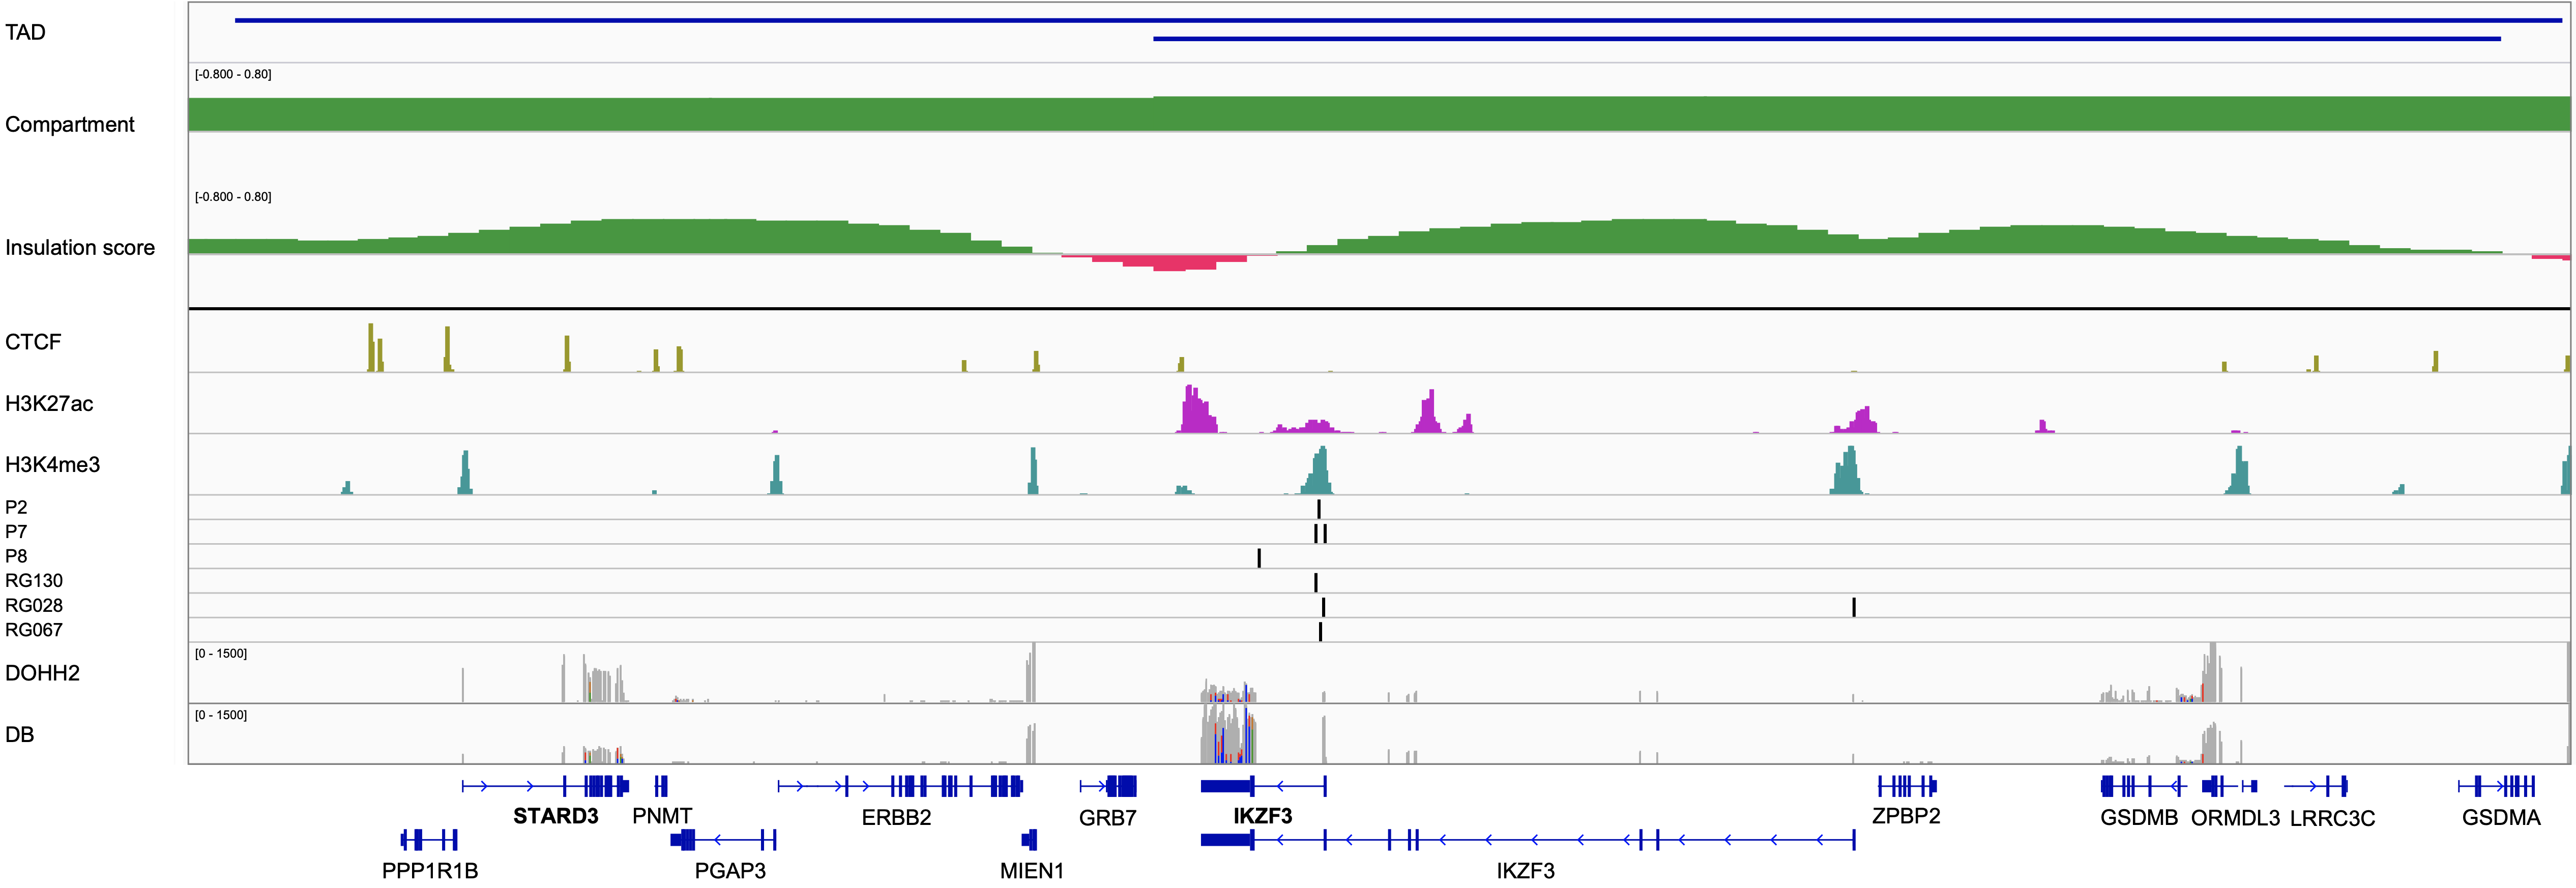 TAD
[-0.800 - 0.80]
Compartment
[-0.800 - 0.80]
Insulation score
CTCF
H3K27ac
H3K4me3
P2
P7
P8
RG130
RG028
RG067
[0 - 1500]
DOHH2
[0 - 1500]
DB
STARD3 PNMT ERBB2 GRB7 IKZF3 ZPBP2 GSDMB ORMDL3 LRRC3C GSDMA
PPP1R1B PGAP3 MIEN1 IKZF3